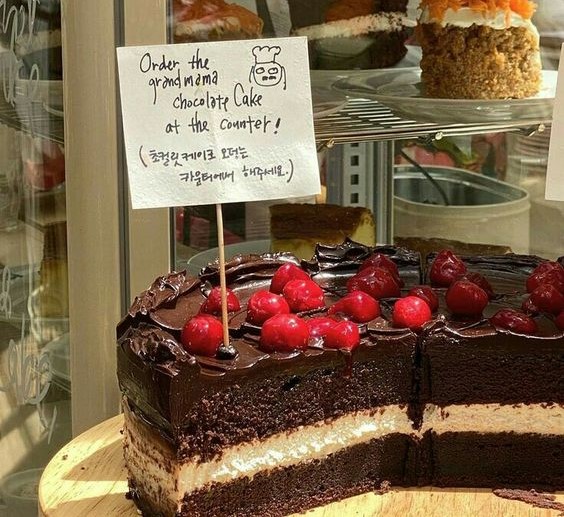 Order the
grandmama
chocolate Cake
at the counter!
(초컬릿 케이크 오더는
카운터에서 해주세요.)